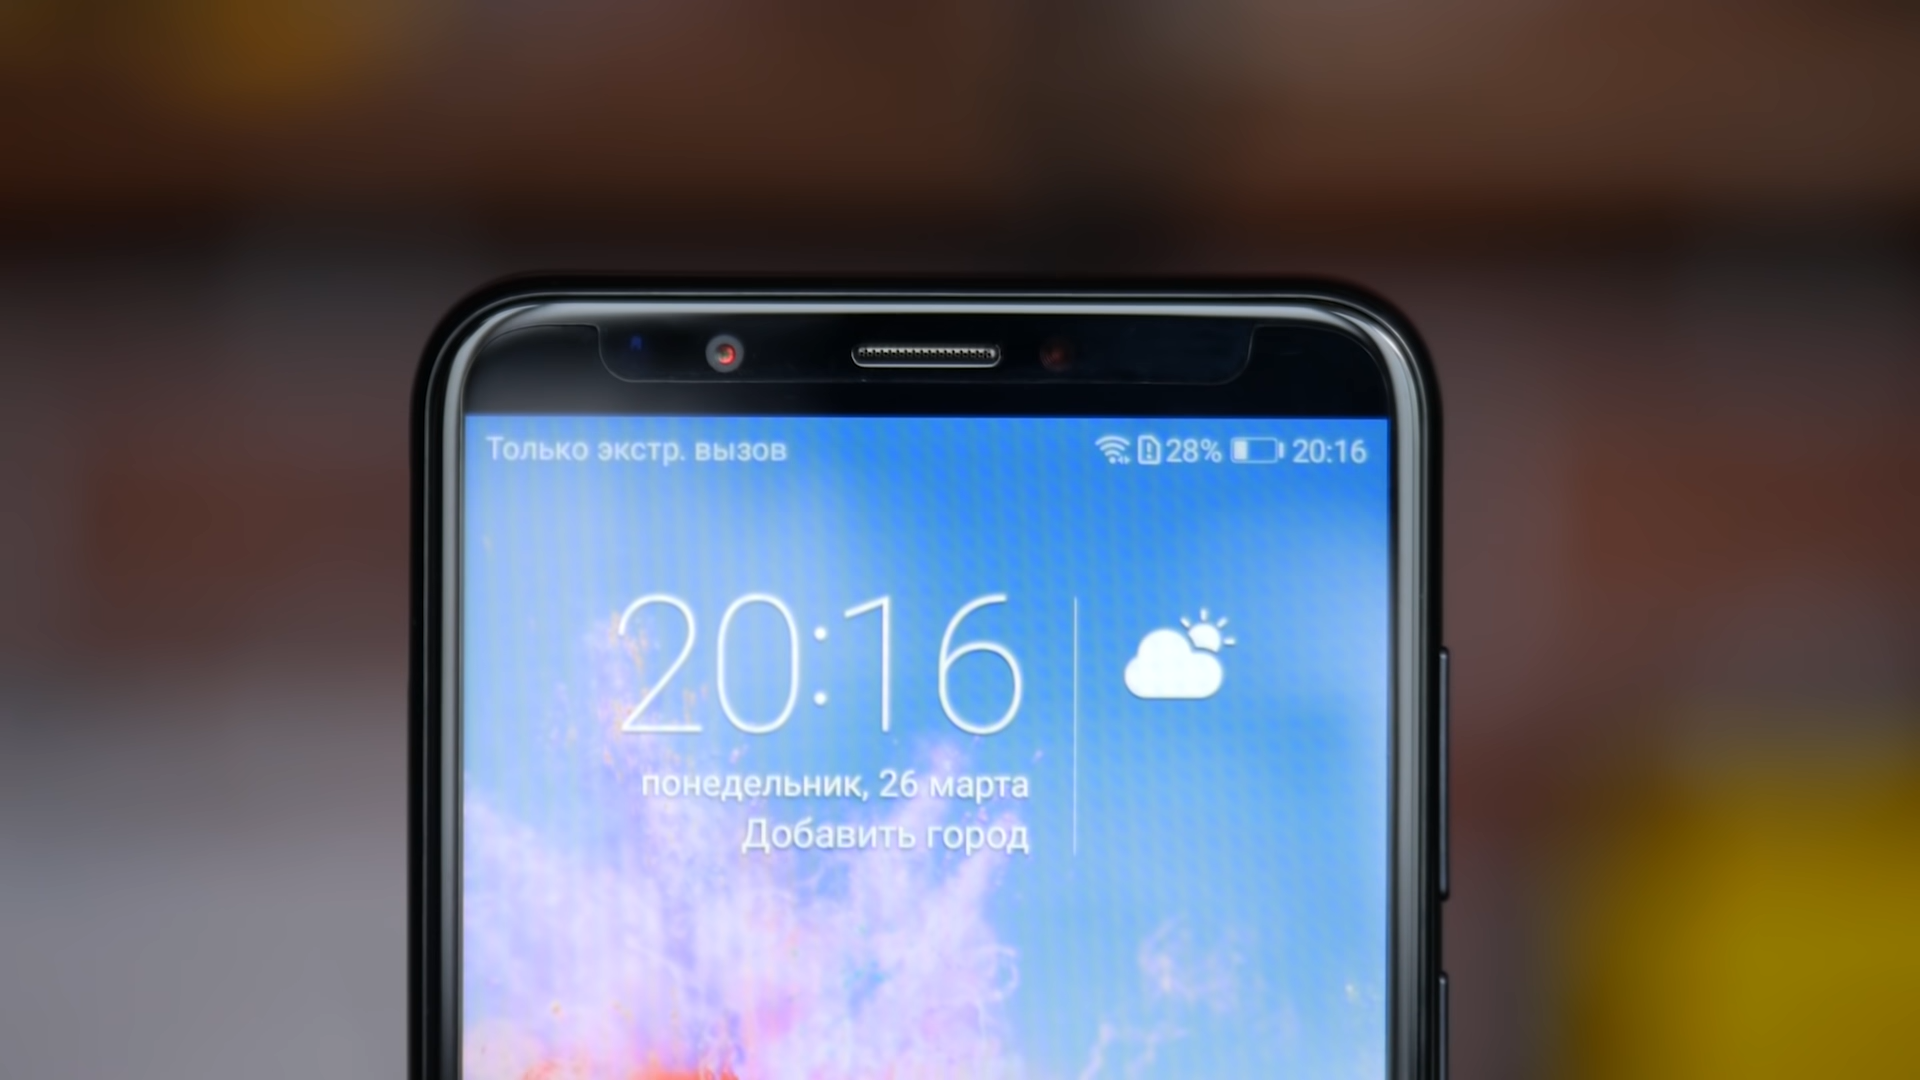 Только экстр. вызов 28% 20:16
20:16
понедельник, 26 марта
Добавить город